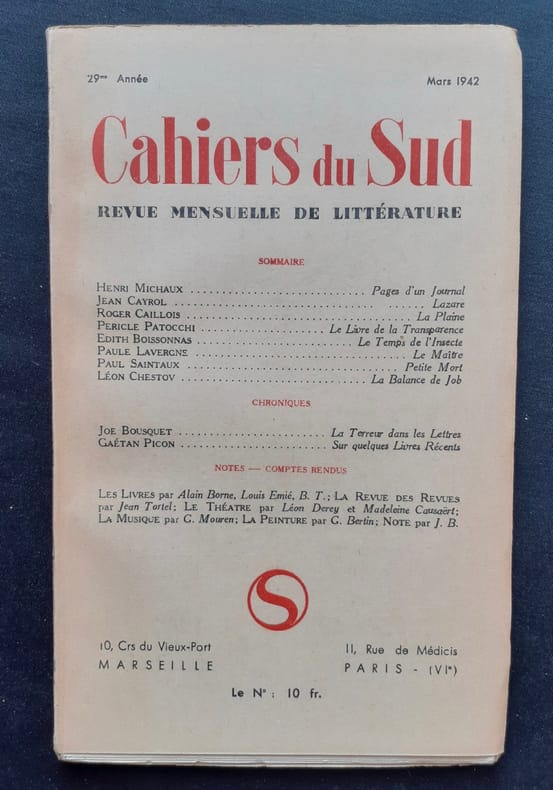 29me Année Mars 1942
Cahiers du Sud
REVUE MENSUELLE DE LITTÉRATURE
SOMMAIRE
HENRI MICHAUX ............................ Pages d'un Journal
JEAN CAYROL ............................ Lazare
ROGER CAILLOIS ............................ La Plaine
PERICLE PATOCCHI .................... Le Livre de la Transparence
EDITH BOISSONNAS ........................ Le Temps de l'Insecte
PAULE LAVERGNE ............................ Le Maître
PAUL SAINTAUX ............................ Petite Mort
LÉON CHESTOV ............................ La Balance de Job
CHRONIQUES
JOE BOUSQUET ........................ La Terreur dans les Lettres
GAËTAN PICON ........................ Sur quelques Livres Récents
NOTES — COMPTES RENDUS
LES LIVRES par Alain Borne, Louis Emié, B. T.; LA REVUE DES REVUES
par Jean Tortel; LE THÉATRE par Léon Derey et Madeleine Causaërt;
LA MUSIQUE par G. Mouren; LA PEINTURE par G. Bertin; NOTE par J. B.
S
10, Crs du Vieux-Port 11, Rue de Médicis
MARSEILLE PARIS - (VIe)
Le No : 10 fr.